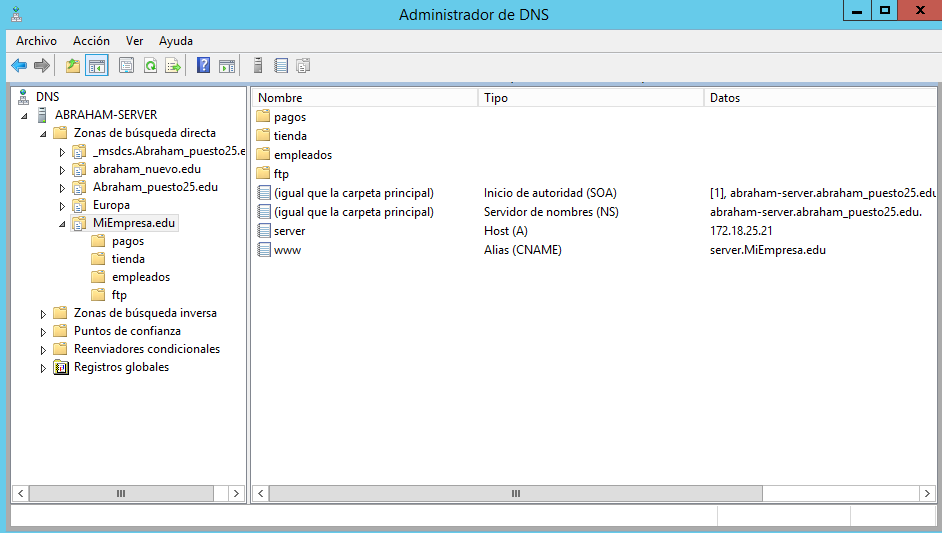 Administrador de DNS
Archivo Acción Ver Ayuda
DNS
ABRAHAM-SERVER
Zonas de búsqueda directa
_msdcs.Abraham_puesto25.e
abraham_nuevo.edu
Abraham_puesto25.edu
Europa
MiEmpresa.edu
pagos
tienda
empleados
ftp
Zonas de búsqueda inversa
Puntos de confianza
Reenviadores condicionales
Registros globales
Nombre Tipo Datos
pagos
tienda
empleados
ftp
(igual que la carpeta principal) Inicio de autoridad (SOA) [1], abraham-server.abraham_puesto25.edu
(igual que la carpeta principal) Servidor de nombres (NS) abraham-server.abraham_puesto25.edu.
server Host (A) 172.18.25.21
www Alias (CNAME) server.MiEmpresa.edu